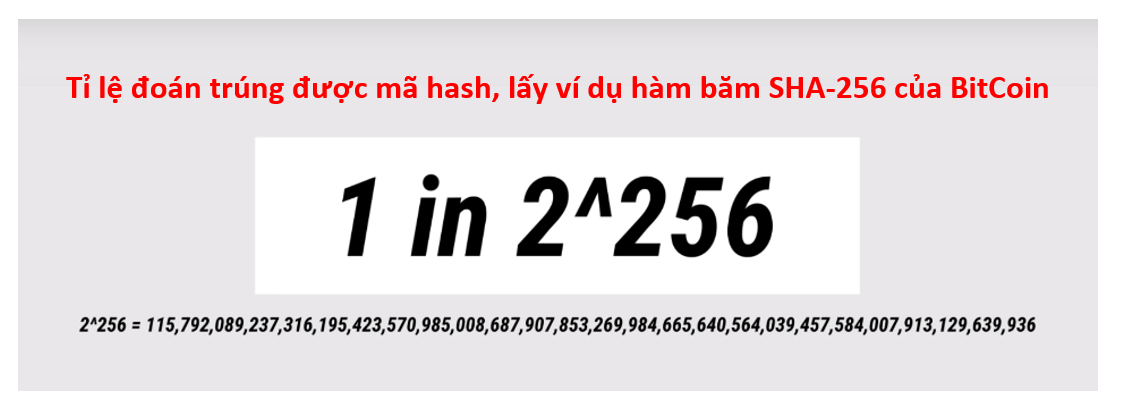 Tỉ lệ đoán trúng được mã hash, lấy ví dụ hàm băm SHA-256 của BitCoin
1 in 2^256
2^256 = 115,792,089,237,316,195,423,570,985,008,687,907,853,269,984,665,640,564,039,457,584,007,913,129,639,936